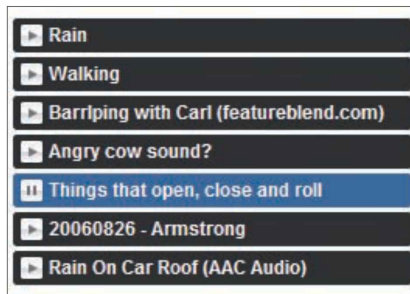 Rain
Walking
Barrlping with Carl (featureblend.com)
Angry cow sound?
Things that open, close and roll
20060826 - Armstrong
Rain On Car Roof (AAC Audio)